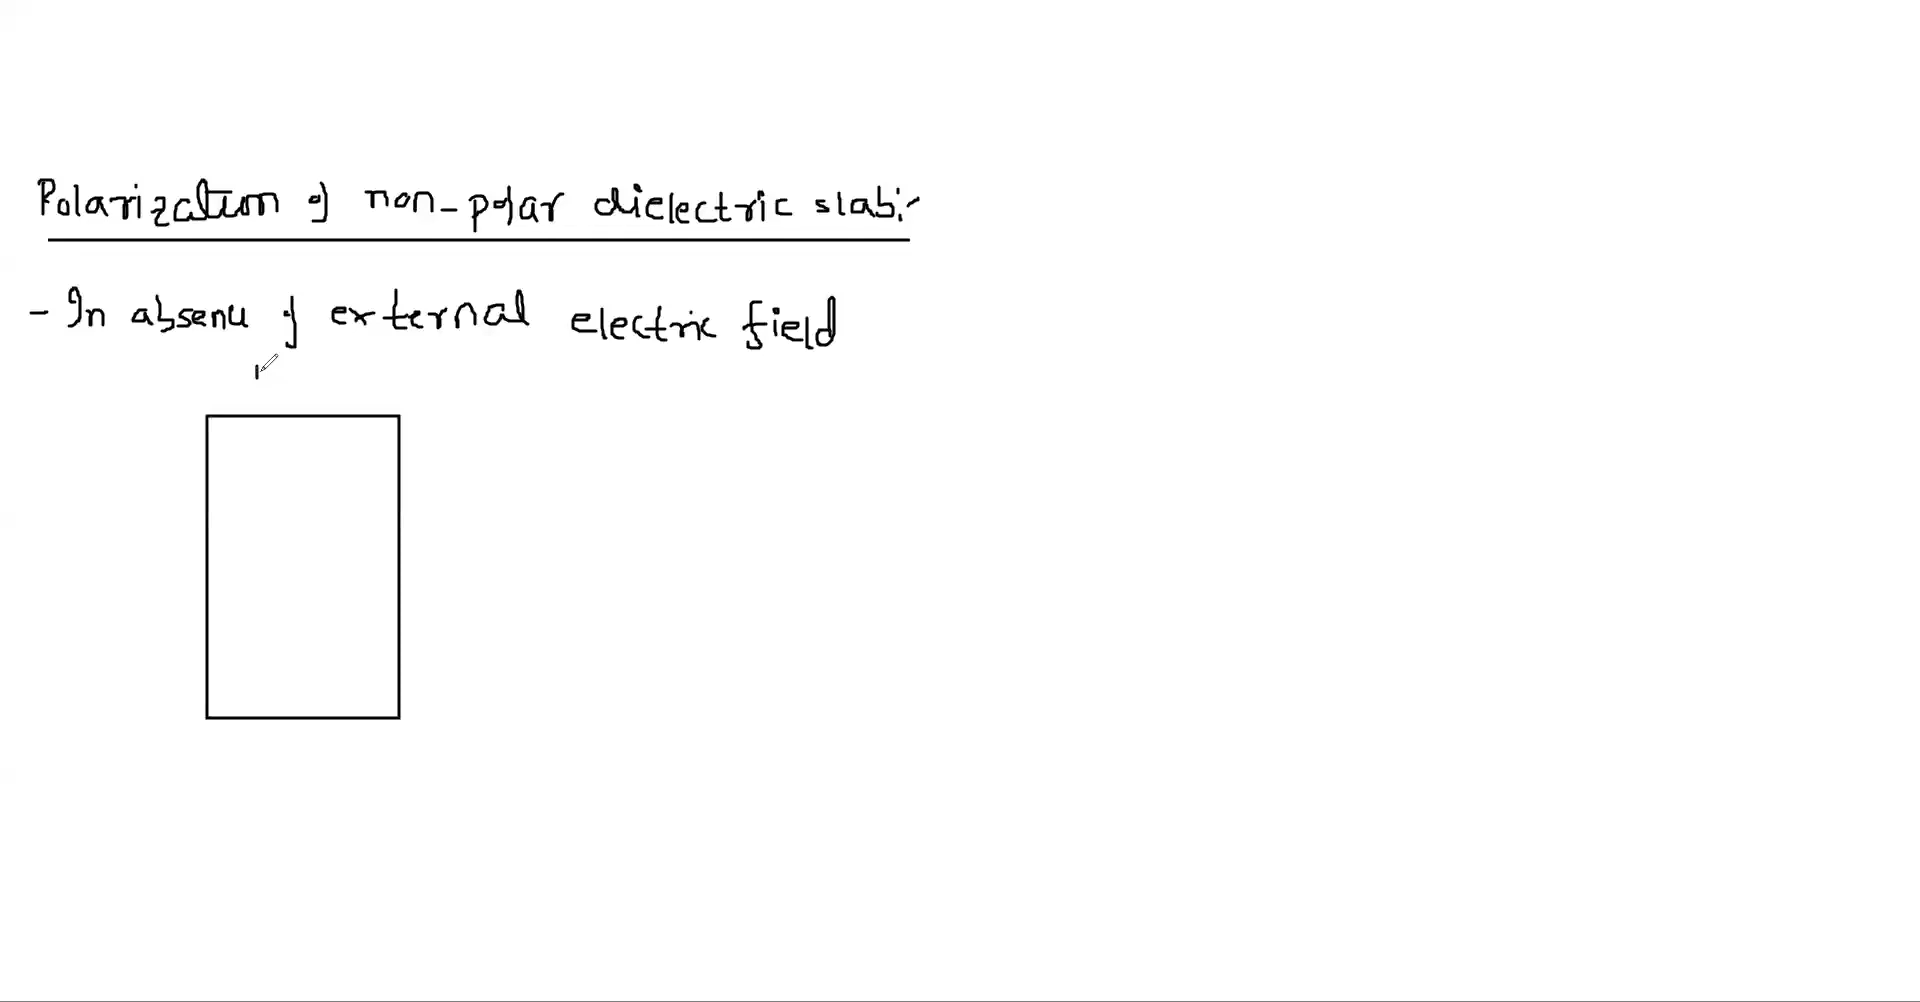 Polarization of non-polar dielectric slab:-
- In absence of external electric field